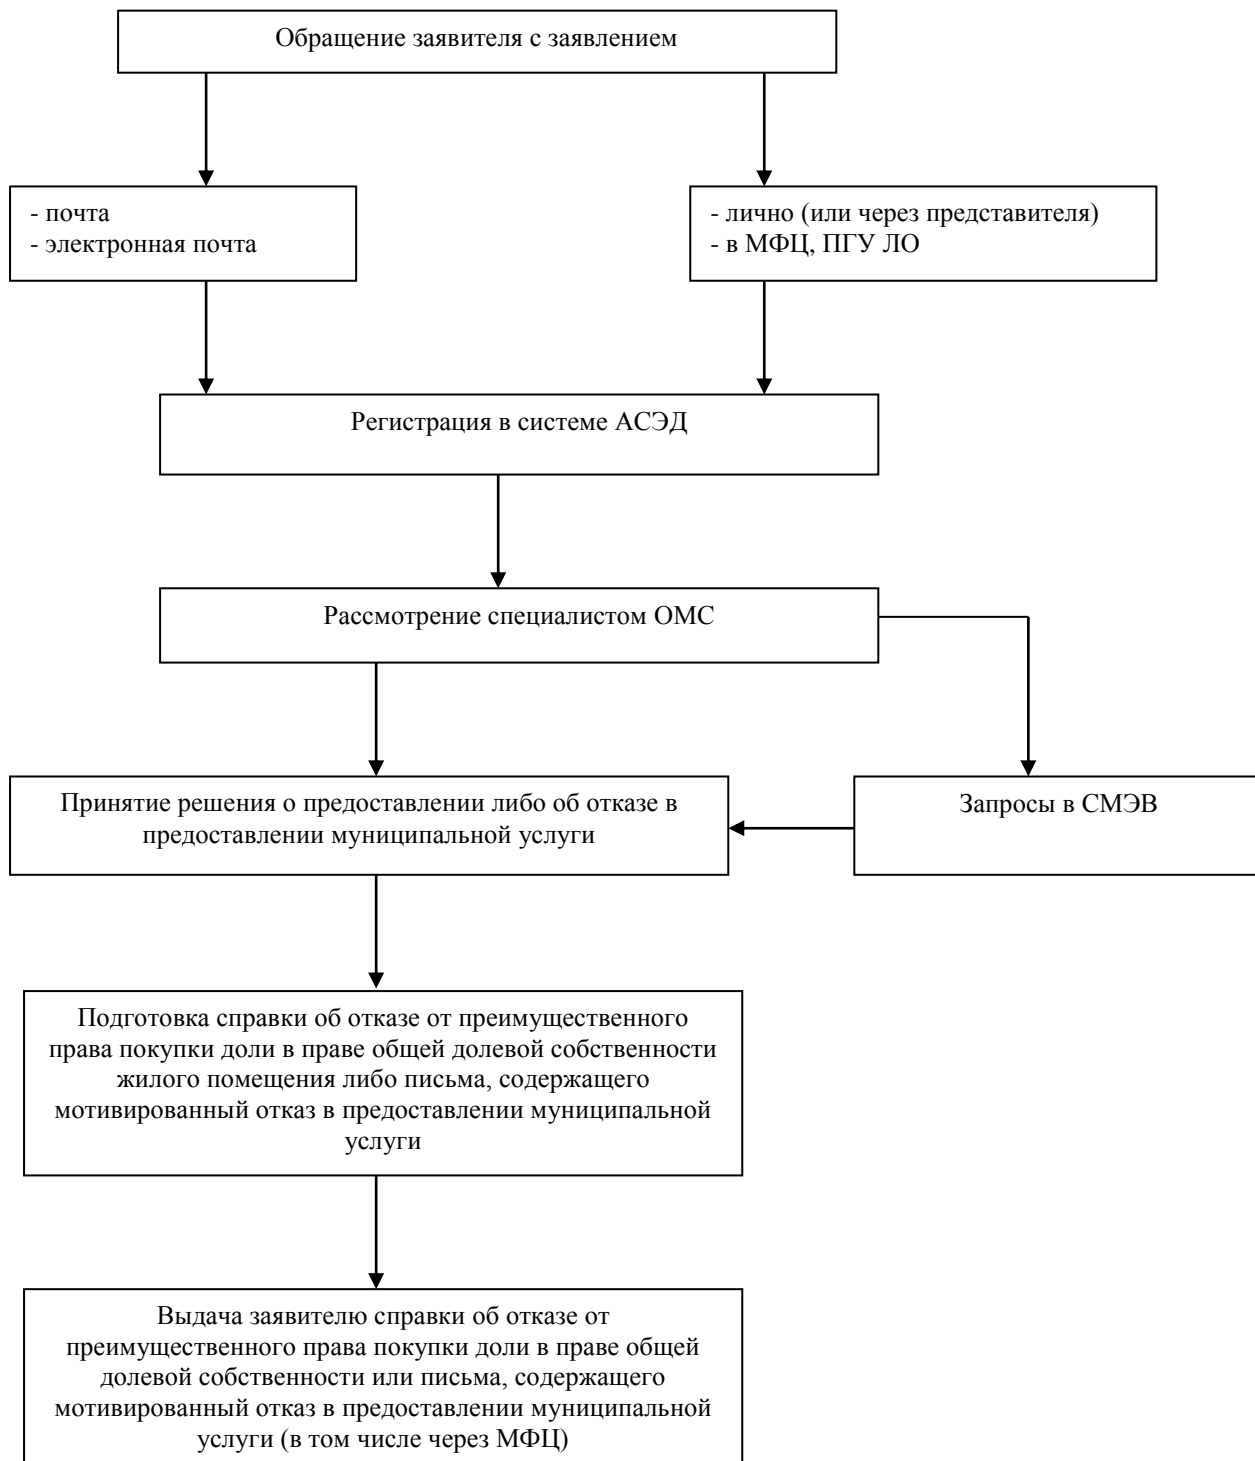 Обращение заявителя с заявлением
- почта
- электронная почта
- лично (или через представителя)
- в МФЦ, ПГУ ЛО
Регистрация в системе АСЭД
Рассмотрение специалистом ОМС
Принятие решения о предоставлении либо об отказе в
предоставлении муниципальной услуги
Запросы в СМЭВ
Подготовка справки об отказе от преимущественного
права покупки доли в праве общей долевой собственности
жилого помещения либо письма, содержащего
мотивированный отказ в предоставлении муниципальной
услуги
Выдача заявителю справки об отказе от
преимущественного права покупки доли в праве общей
долевой собственности или письма, содержащего
мотивированный отказ в предоставлении муниципальной
услуги (в том числе через МФЦ)